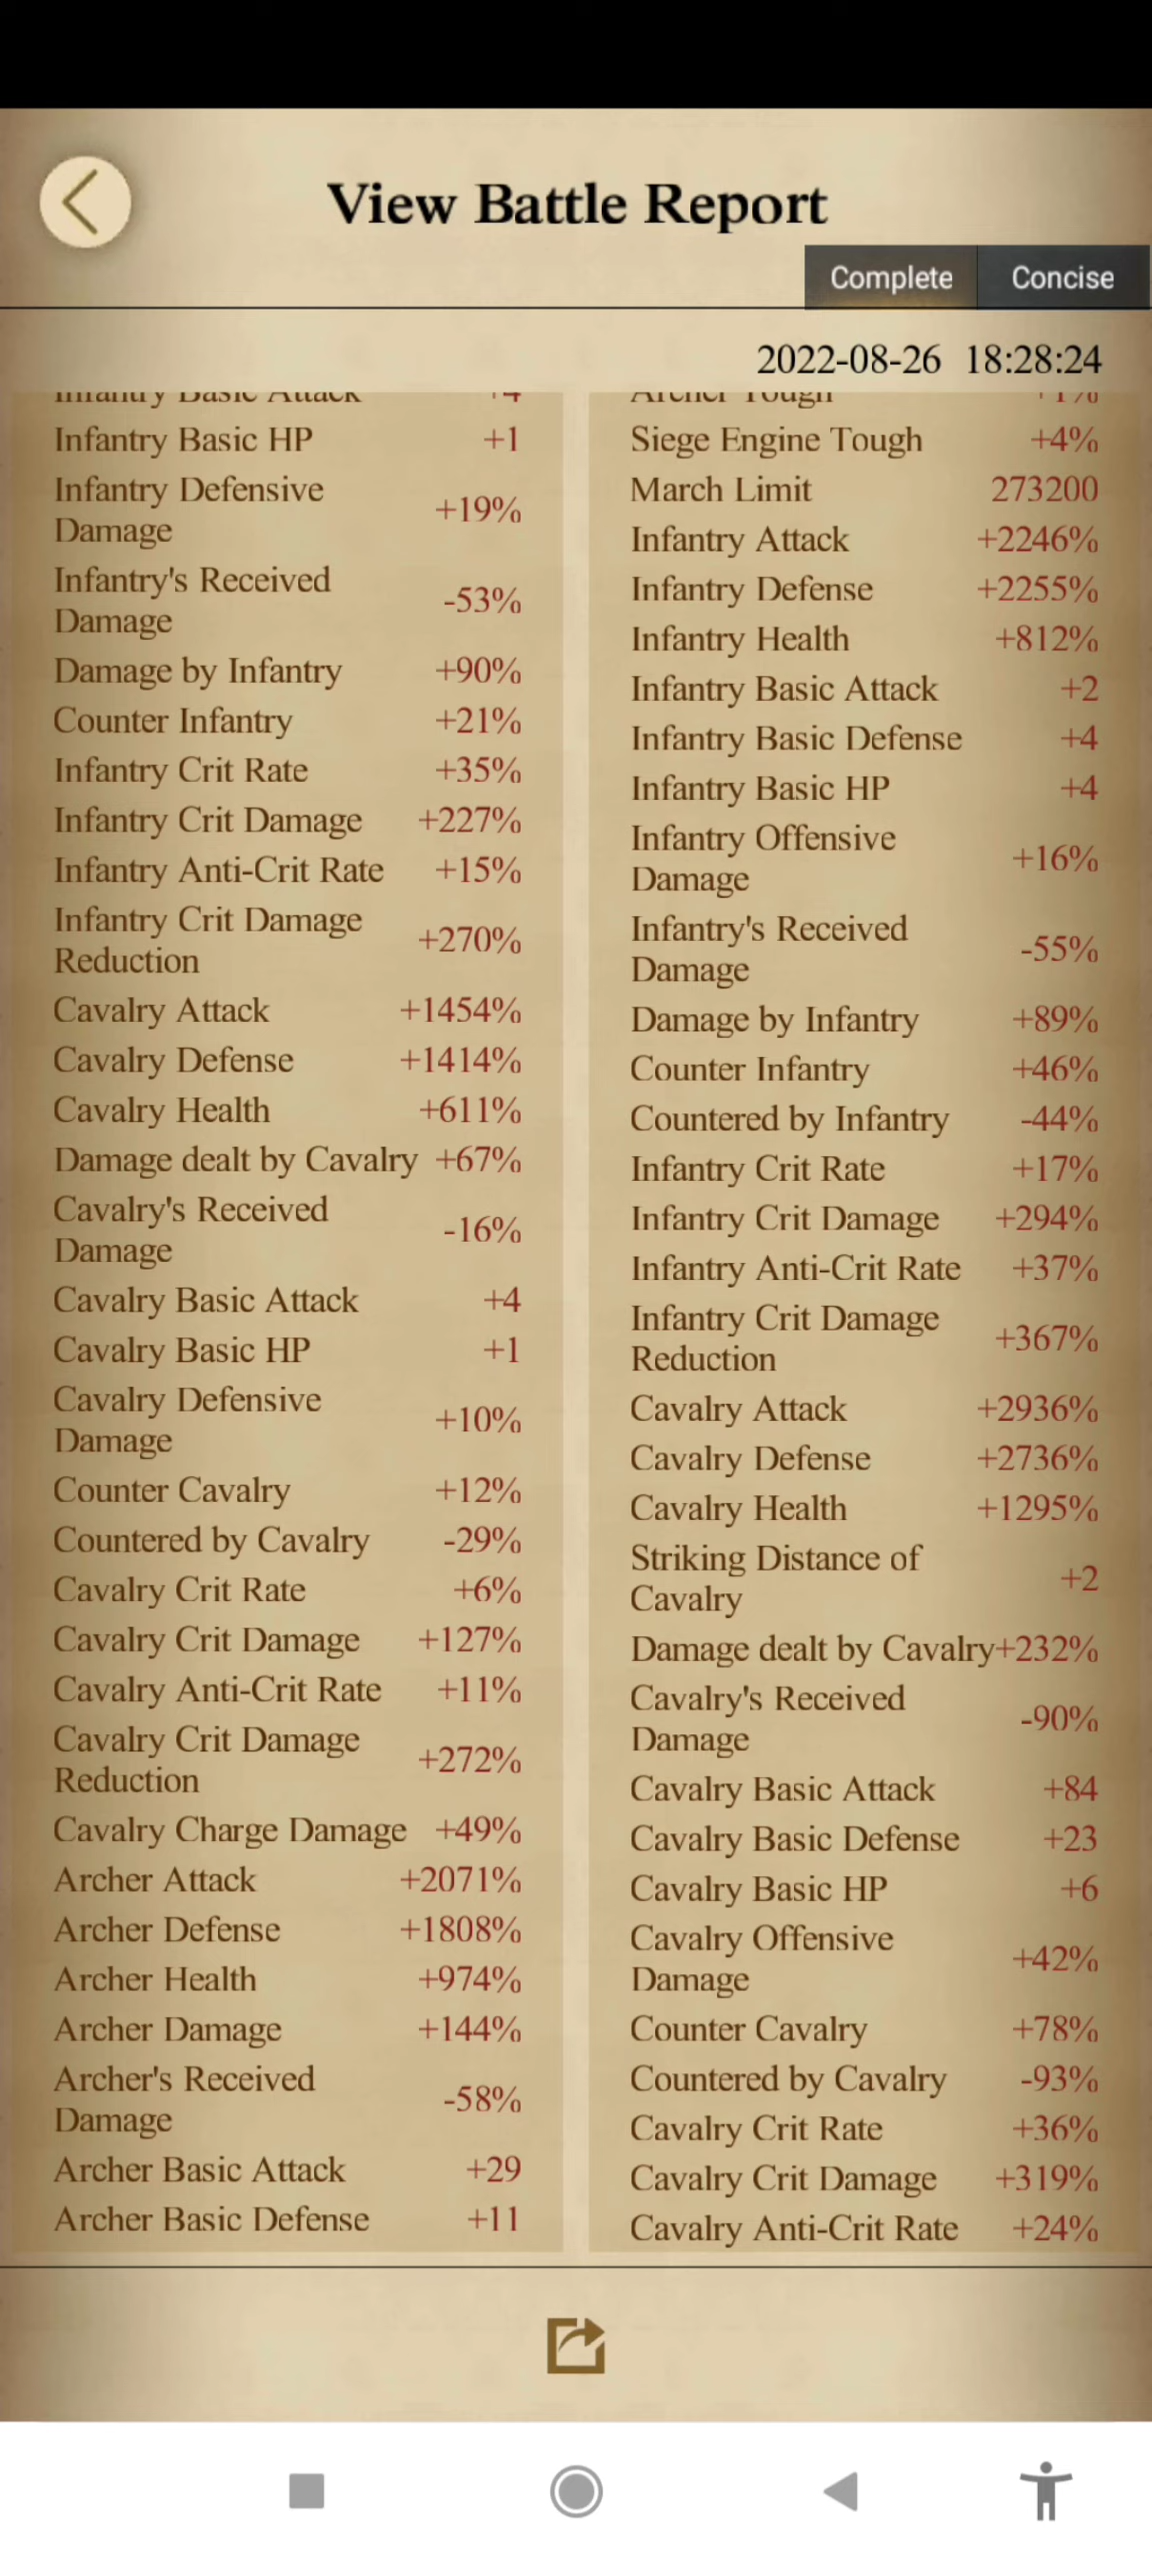 View Battle Report
Complete
Concise
2022-08-26 18:28:24
Infantry Basic Attack +4
Infantry Basic HP +1
Infantry Defensive
Damage +19%
Infantry's Received
Damage -53%
Damage by Infantry +90%
Counter Infantry +21%
Infantry Crit Rate +35%
Infantry Crit Damage +227%
Infantry Anti-Crit Rate +15%
Infantry Crit Damage
Reduction +270%
Cavalry Attack +1454%
Cavalry Defense +1414%
Cavalry Health +611%
Damage dealt by Cavalry +67%
Cavalry's Received
Damage -16%
Cavalry Basic Attack +4
Cavalry Basic HP +1
Cavalry Defensive
Damage +10%
Counter Cavalry +12%
Countered by Cavalry -29%
Cavalry Crit Rate +6%
Cavalry Crit Damage +127%
Cavalry Anti-Crit Rate +11%
Cavalry Crit Damage
Reduction +272%
Cavalry Charge Damage +49%
Archer Attack +2071%
Archer Defense +1808%
Archer Health +974%
Archer Damage +144%
Archer's Received
Damage -58%
Archer Basic Attack +29
Archer Basic Defense +11
Archer Tough +1%
Siege Engine Tough +4%
March Limit 273200
Infantry Attack +2246%
Infantry Defense +2255%
Infantry Health +812%
Infantry Basic Attack +2
Infantry Basic Defense +4
Infantry Basic HP +4
Infantry Offensive
Damage +16%
Infantry's Received
Damage -55%
Damage by Infantry +89%
Counter Infantry +46%
Countered by Infantry -44%
Infantry Crit Rate +17%
Infantry Crit Damage +294%
Infantry Anti-Crit Rate +37%
Infantry Crit Damage
Reduction +367%
Cavalry Attack +2936%
Cavalry Defense +2736%
Cavalry Health +1295%
Striking Distance of
Cavalry +2
Damage dealt by Cavalry+232%
Cavalry's Received
Damage -90%
Cavalry Basic Attack +84
Cavalry Basic Defense +23
Cavalry Basic HP +6
Cavalry Offensive
Damage +42%
Counter Cavalry +78%
Countered by Cavalry -93%
Cavalry Crit Rate +36%
Cavalry Crit Damage +319%
Cavalry Anti-Crit Rate +24%